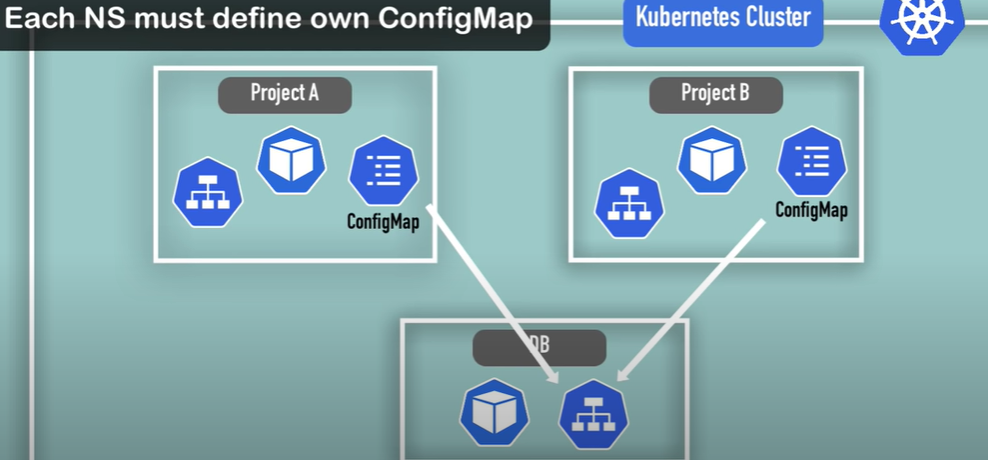 Each NS must define own ConfigMap
Kubernetes Cluster
Project A
Project B
ConfigMap
ConfigMap
DB